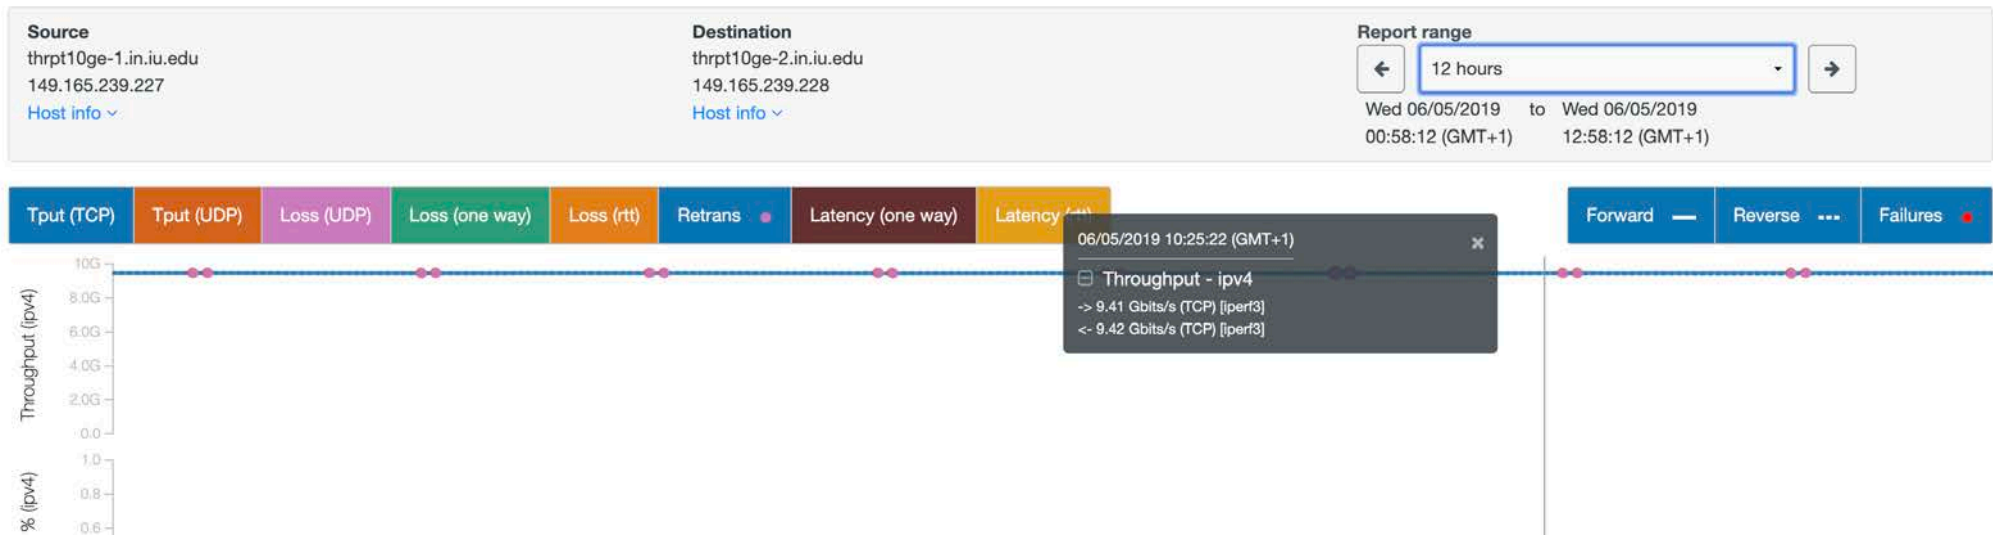 Source
thrpt10ge-1.in.iu.edu
149.165.239.227
Host info
Destination
thrpt10ge-2.in.iu.edu
149.165.239.228
Host info
Report range
12 hours
Wed 06/05/2019 to Wed 06/05/2019
00:58:12 (GMT+1) 12:58:12 (GMT+1)
Tput (TCP) Tput (UDP) Loss (UDP) Loss (one way) Loss (rtt) Retrans Latency (one way) Latency (rtt)
Forward Reverse Failures
06/05/2019 10:25:22 (GMT+1)
Throughput - ipv4
-> 9.41 Gbits/s (TCP) [iperf3]
<- 9.42 Gbits/s (TCP) [iperf3]
Throughput (ipv4)
10G
8.0G
6.0G
4.0G
2.0G
0.0
% (ipv4)
1.0
0.8
0.6